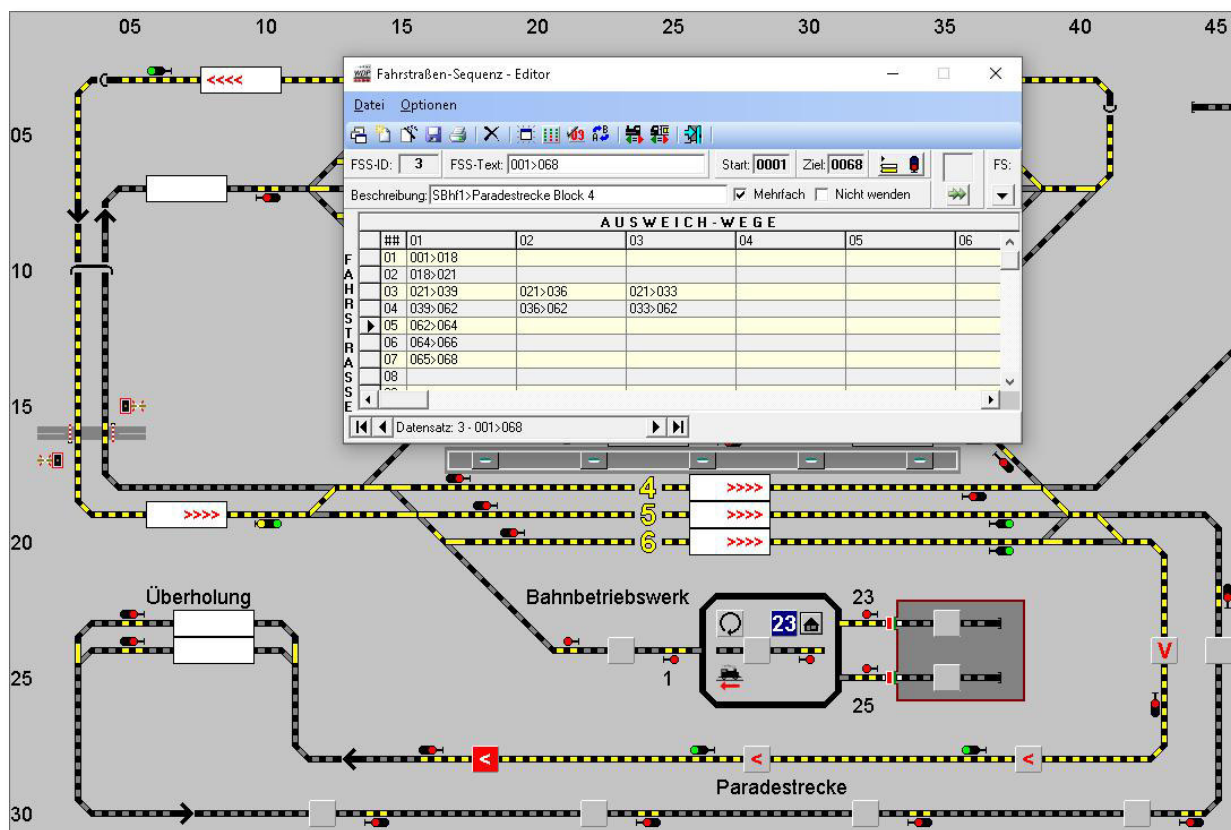 05 10 15 20 25 30 35 40 45
Fahrstraßen-Sequenz - Editor
<<<<
Datei Optionen
05
FSS-ID: 3 FSS-Text: 001>068 Start: 0001 Ziel: 0068 FS:
Beschreibung: SBhf1>Paradestrecke Block 4 Mehrfach Nicht wenden
AUSWEICH-WEGE
## 01 02 03 04 05 06
FAHRSTRASSE
01 001>018
10
02 018>021
03 021>039 021>036 021>033
04 039>062 036>062 033>062
05 062>064
06 064>066
07 065>068
08
15
Datensatz: 3 - 001>068
4 >>>>
>>>> 5 >>>>
20
6 >>>>
Überholung Bahnbetriebswerk 23
23
V
25
1
25
< < <
Paradestrecke
30